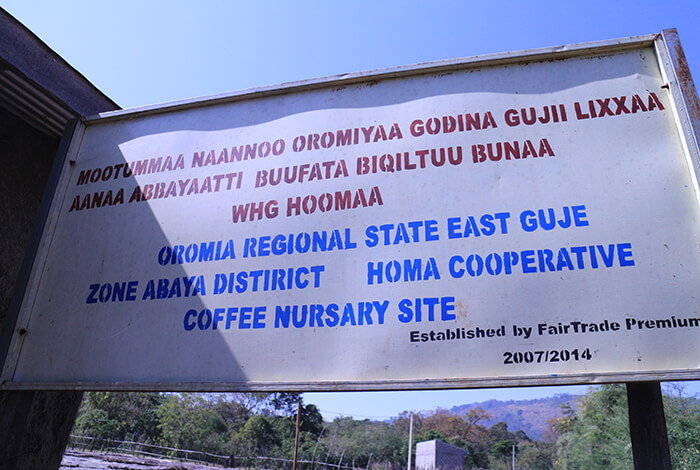 MOOTUMMAA NAANNOO OROMIYAA GODINA GUJII LIXXAA
AANAA ABBAYAATTI BUUFATA BIQILTUU BUNAA
WHG HOOMAA
OROMIA REGIONAL STATE EAST GUJE
ZONE ABAYA DISTIRICT HOMA COOPERATIVE
COFFEE NURSARY SITE
Established by FairTrade Premium
2007/2014